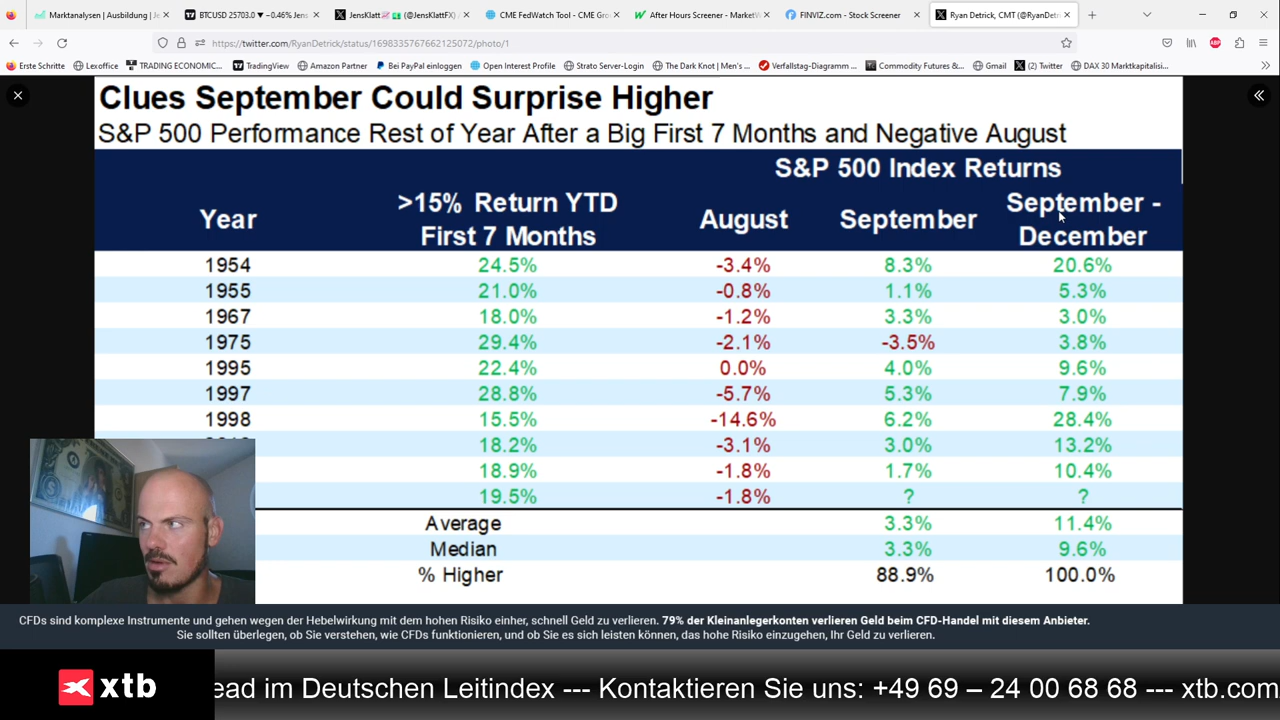 Marktanalysen | Ausbildung | Je
BTCUSD 25703.0 ▼ −0.46% Jens
JensKlatt (@JensKlattFX) /
CME FedWatch Tool - CME Gro
After Hours Screener - MarketW
FINVIZ.com - Stock Screener
Ryan Detrick, CMT (@RyanDetri
https://twitter.com/RyanDetrick/status/1698335767662125072/photo/1
Erste Schritte Lexoffice TRADING ECONOMIC... TradingView Amazon Partner Bei PayPal einloggen Open Interest Profile Strato Server-Login The Dark Knot | Men's ... Verfallstag-Diagramm ... Commodity Futures &... Gmail (2) Twitter DAX 30 Marktkapitalisi...
Clues September Could Surprise Higher
S&P 500 Performance Rest of Year After a Big First 7 Months and Negative August
S&P 500 Index Returns
Year >15% Return YTD First 7 Months August September September - December
1954 24.5% -3.4% 8.3% 20.6%
1955 21.0% -0.8% 1.1% 5.3%
1967 18.0% -1.2% 3.3% 3.0%
1975 29.4% -2.1% -3.5% 3.8%
1995 22.4% 0.0% 4.0% 9.6%
1997 28.8% -5.7% 5.3% 7.9%
1998 15.5% -14.6% 6.2% 28.4%
18.2% -3.1% 3.0% 13.2%
18.9% -1.8% 1.7% 10.4%
19.5% -1.8% ? ?
Average 3.3% 11.4%
Median 3.3% 9.6%
% Higher 88.9% 100.0%
CFDs sind komplexe Instrumente und gehen wegen der Hebelwirkung mit dem hohen Risiko einher, schnell Geld zu verlieren. 79% der Kleinanlegerkonten verlieren Geld beim CFD-Handel mit diesem Anbieter.
Sie sollten überlegen, ob Sie verstehen, wie CFDs funktionieren, und ob Sie es sich leisten können, das hohe Risiko einzugehen, Ihr Geld zu verlieren.
xtb
ead im Deutschen Leitindex --- Kontaktieren Sie uns: +49 69 – 24 00 68 68 --- xtb.com